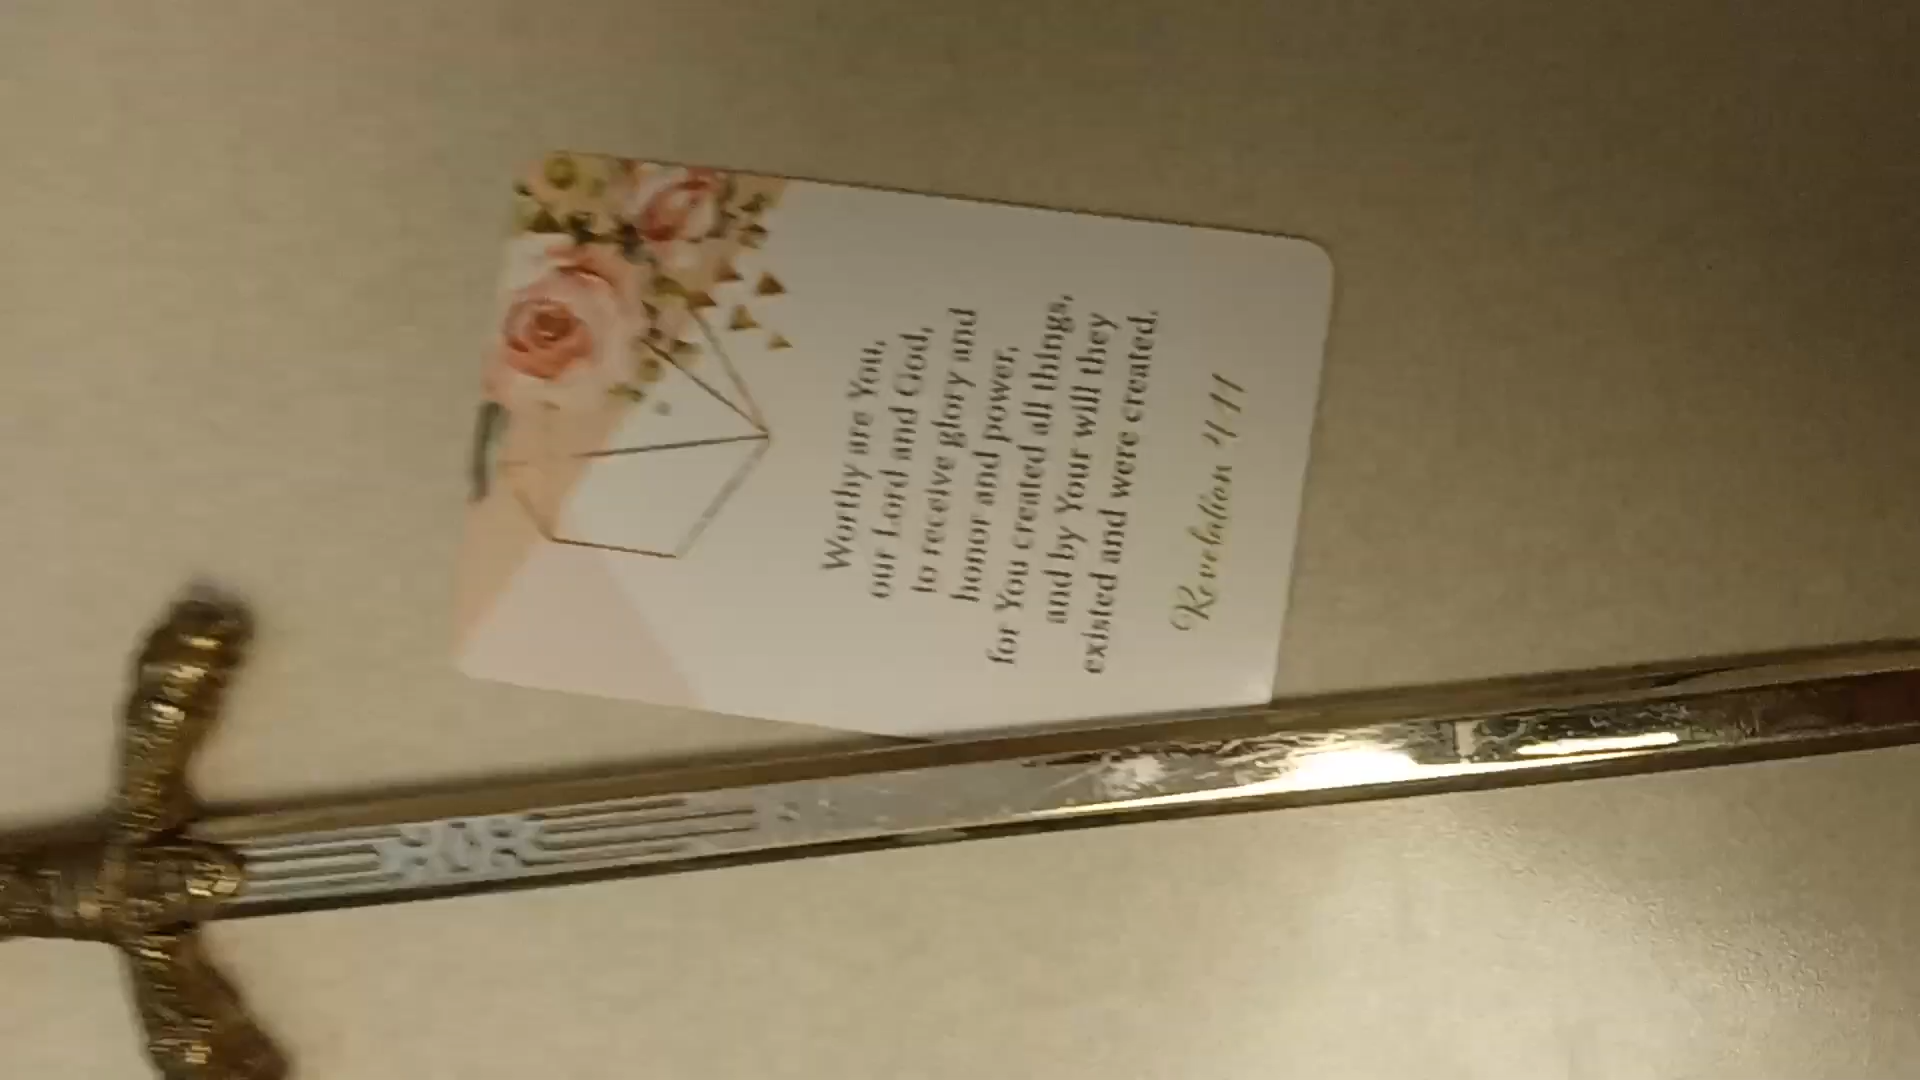 Worthy are You,
our Lord and God,
to receive glory and
honor and power,
for You created all things,
and by Your will they
existed and were created.
Revelation 4:11